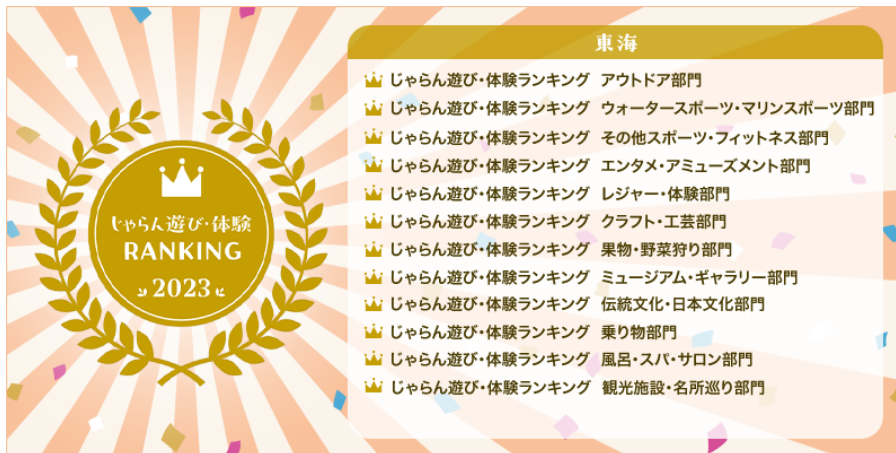 じゃらん遊び・体験
RANKING
2023
東海
じゃらん遊び・体験ランキング アウトドア部門
じゃらん遊び・体験ランキング ウォータースポーツ・マリンスポーツ部門
じゃらん遊び・体験ランキング その他スポーツ・フィットネス部門
じゃらん遊び・体験ランキング エンタメ・アミューズメント部門
じゃらん遊び・体験ランキング レジャー・体験部門
じゃらん遊び・体験ランキング クラフト・工芸部門
じゃらん遊び・体験ランキング 果物・野菜狩り部門
じゃらん遊び・体験ランキング ミュージアム・ギャラリー部門
じゃらん遊び・体験ランキング 伝統文化・日本文化部門
じゃらん遊び・体験ランキング 乗り物部門
じゃらん遊び・体験ランキング 風呂・スパ・サロン部門
じゃらん遊び・体験ランキング 観光施設・名所巡り部門